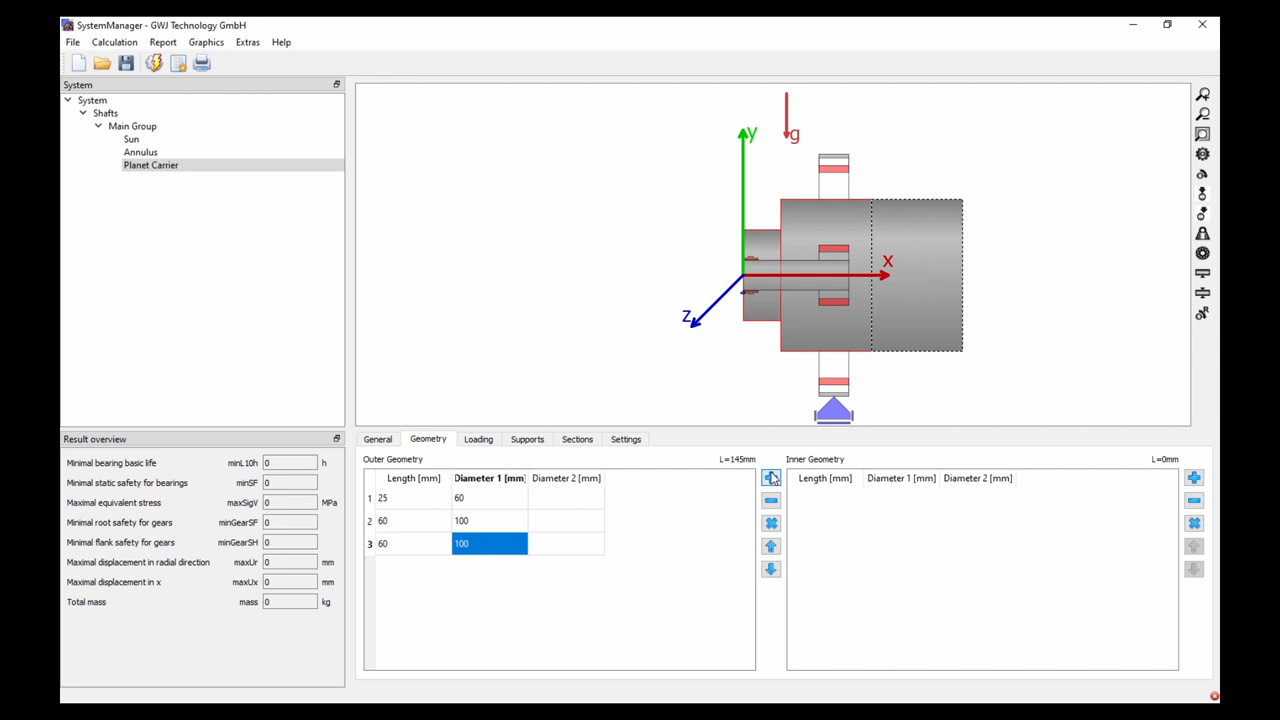 SystemManager - GWJ Technology GmbH
File Calculation Report Graphics Extras Help
System
System
Shafts
Main Group
Sun
Annulus
Planet Carrier
y
g
x
z
Result overview
Minimal bearing basic life minL10h 0 h
Minimal static safety for bearings minSF 0
Maximal equivalent stress maxSigV 0 MPa
Minimal root safety for gears minGearSF 0
Minimal flank safety for gears minGearSH 0
Maximal displacement in radial direction maxUr 0 mm
Maximal displacement in x maxUx 0 mm
Total mass mass 0 kg
General Geometry Loading Supports Sections Settings
Outer Geometry L=145mm
Length [mm] Diameter 1 [mm] Diameter 2 [mm]
1 25 60
2 60 100
3 60 100
Inner Geometry L=0mm
Length [mm] Diameter 1 [mm] Diameter 2 [mm]